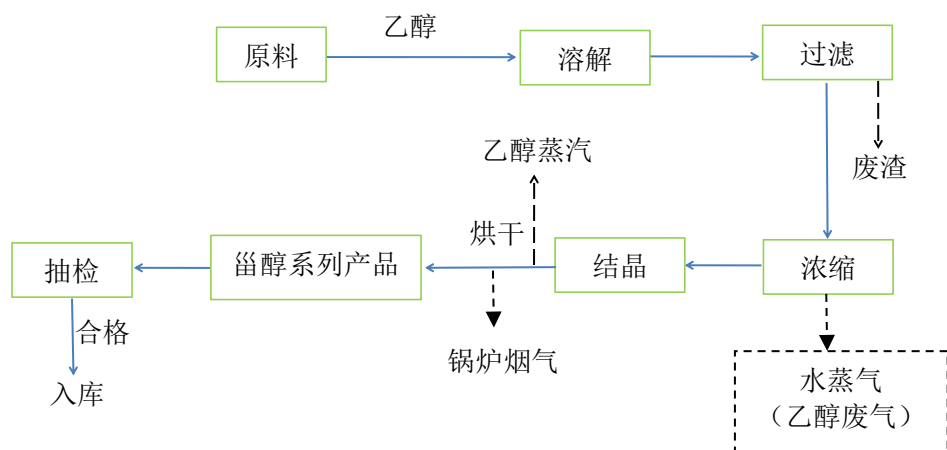 乙醇
原料
溶解
过滤
废渣
乙醇蒸汽
烘干
抽检
甾醇系列产品
结晶
浓缩
合格
入库
锅炉烟气
水蒸气
（乙醇废气）